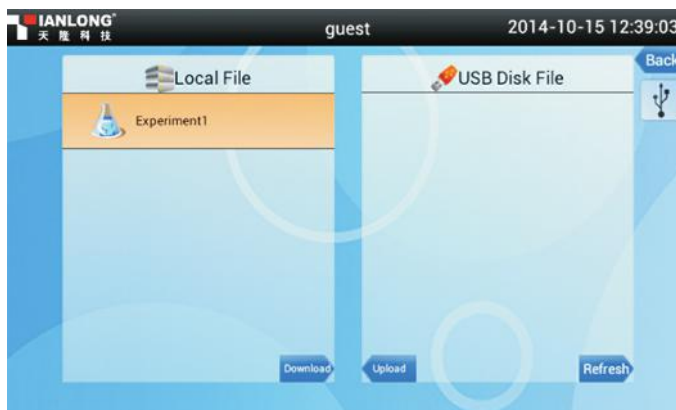 TIANLONG®
天隆科技
guest
2014-10-15 12:39:03
Back
Local File
Experiment1
Download
USB Disk File
Upload
Refresh